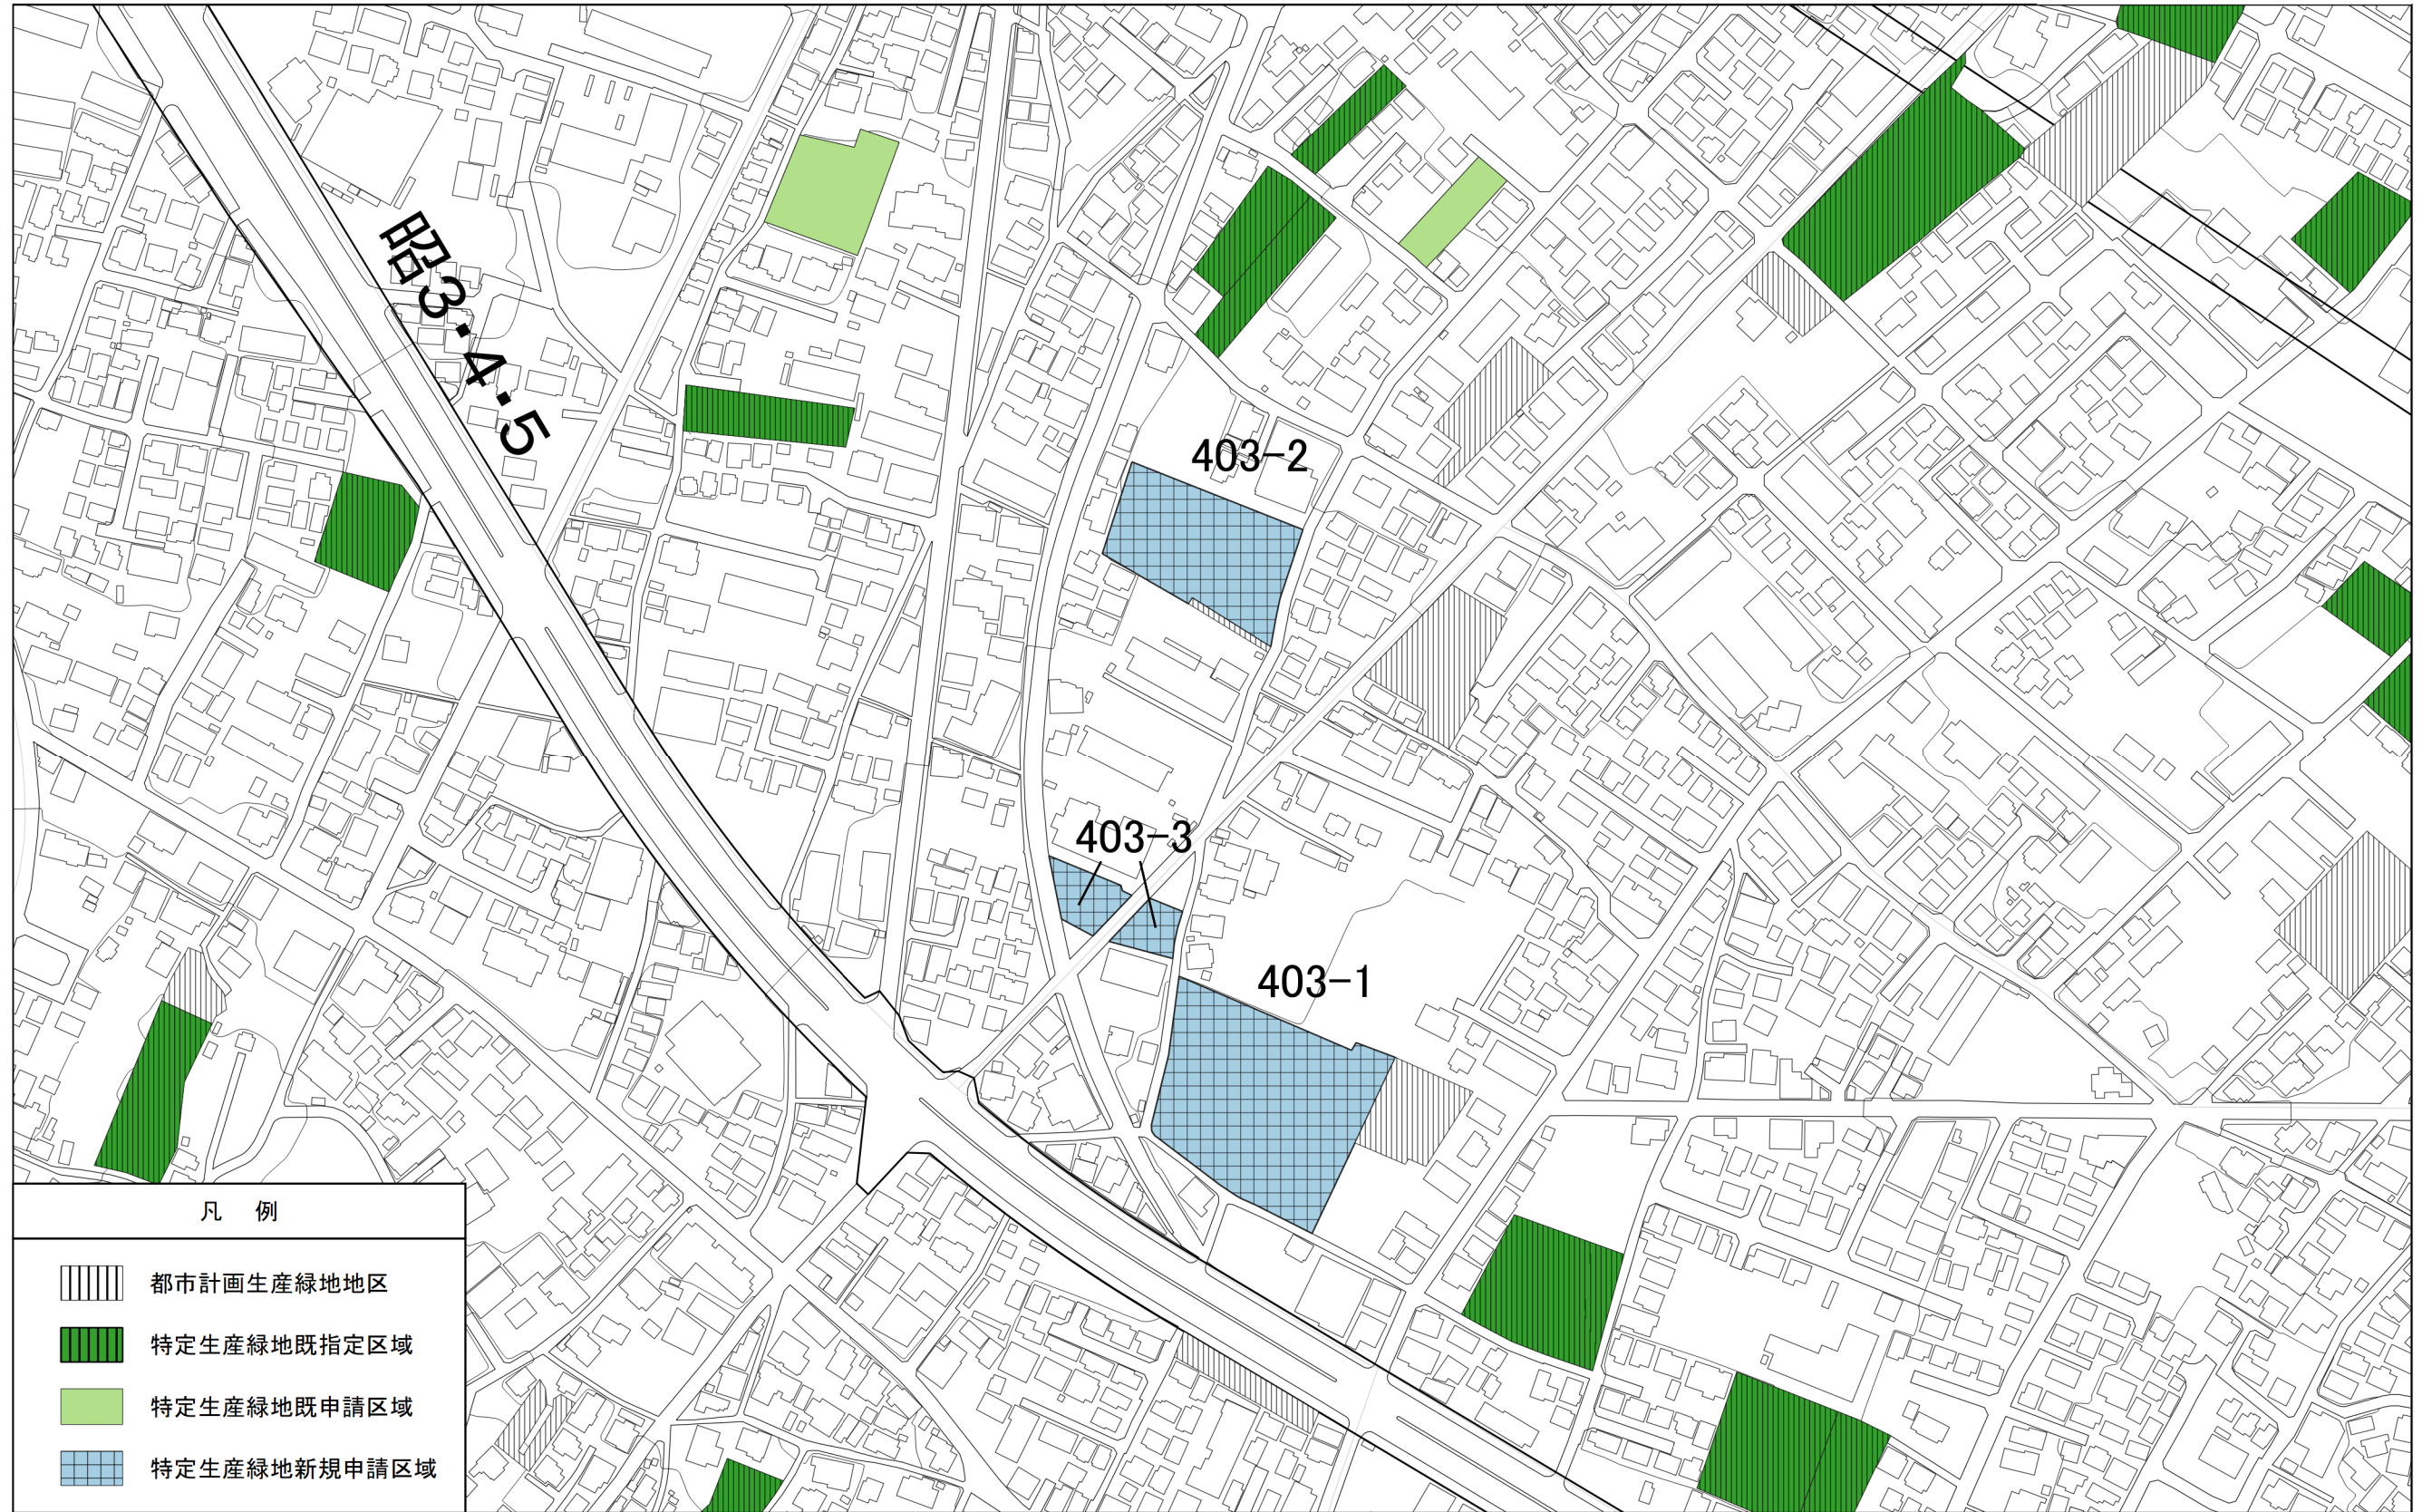 昭3・4・5
403-2
403-3
403-1
凡 例
都市計画生産緑地地区
特定生産緑地既指定区域
特定生産緑地既申請区域
特定生産緑地新規申請区域